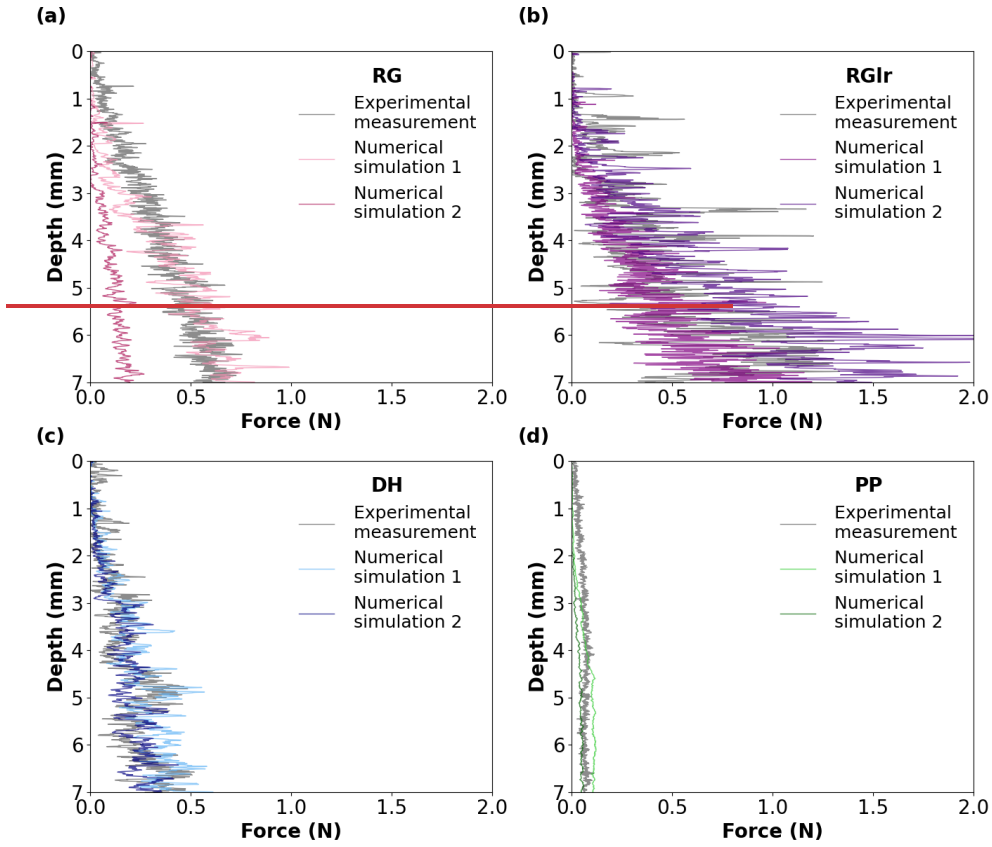 (a)
RG
Experimental
measurement
Numerical
simulation 1
Numerical
simulation 2
Depth (mm)
0
1
2
3
4
5
6
7
0.0 0.5 1.0 1.5 2.0
Force (N)
(b)
RGlr
Experimental
measurement
Numerical
simulation 1
Numerical
simulation 2
Depth (mm)
0
1
2
3
4
5
6
7
0.0 0.5 1.0 1.5 2.0
Force (N)
(c)
DH
Experimental
measurement
Numerical
simulation 1
Numerical
simulation 2
Depth (mm)
0
1
2
3
4
5
6
7
0.0 0.5 1.0 1.5 2.0
Force (N)
(d)
PP
Experimental
measurement
Numerical
simulation 1
Numerical
simulation 2
Depth (mm)
0
1
2
3
4
5
6
7
0.0 0.5 1.0 1.5 2.0
Force (N)